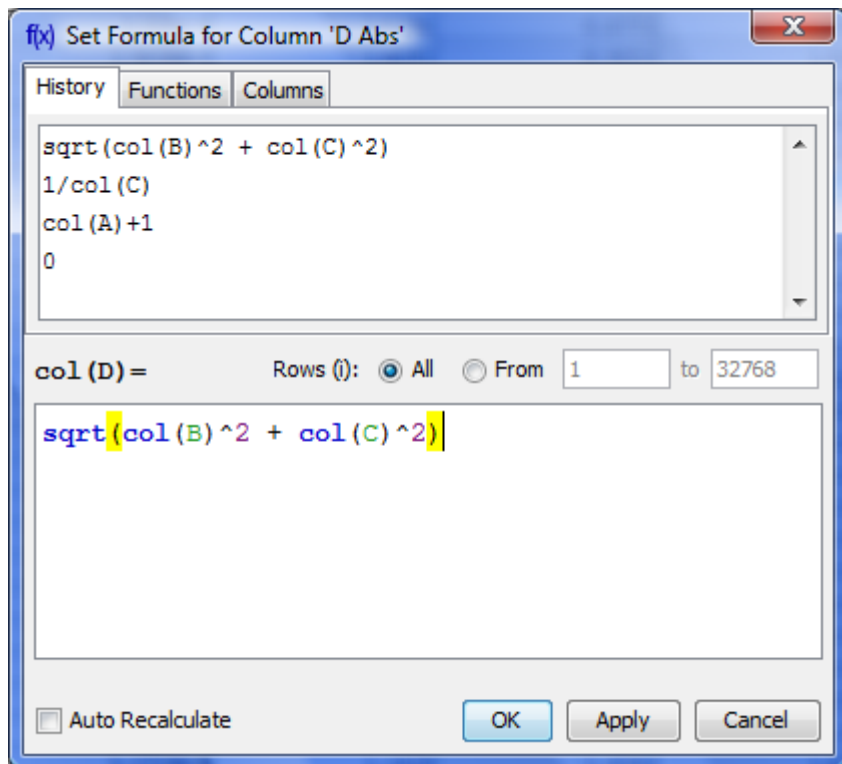 f(x) Set Formula for Column 'D Abs'
History Functions Columns
sqrt(col(B)^2 + col(C)^2)
1/col(C)
col(A)+1
0
col(D)= Rows (i): All From 1 to 32768
sqrt(col(B)^2 + col(C)^2)
Auto Recalculate OK Apply Cancel